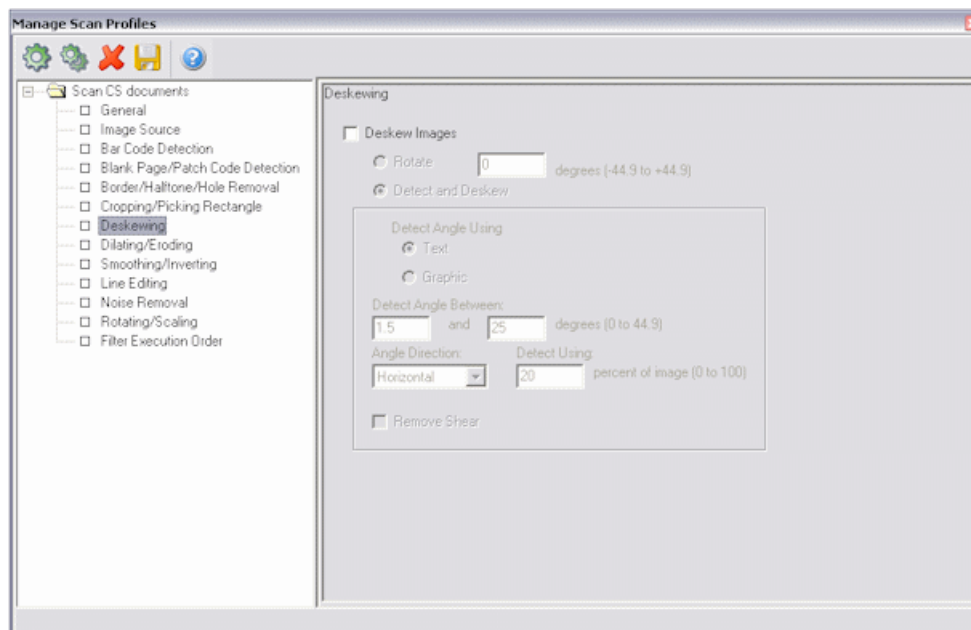 Manage Scan Profiles
Scan CS documents
General
Image Source
Bar Code Detection
Blank Page/Patch Code Detection
Border/Halftone/Hole Removal
Cropping/Picking Rectangle
Deskewing
Dilating/Eroding
Smoothing/Inverting
Line Editing
Noise Removal
Rotating/Scaling
Filter Execution Order
Deskewing
Deskew Images
Rotate 0 degrees (-44.9 to +44.9)
Detect and Deskew
Detect Angle Using
Text
Graphic
Detect Angle Between:
1.5 and 25 degrees (0 to 44.9)
Angle Direction: Detect Using:
Horizontal 20 percent of image (0 to 100)
Remove Shear